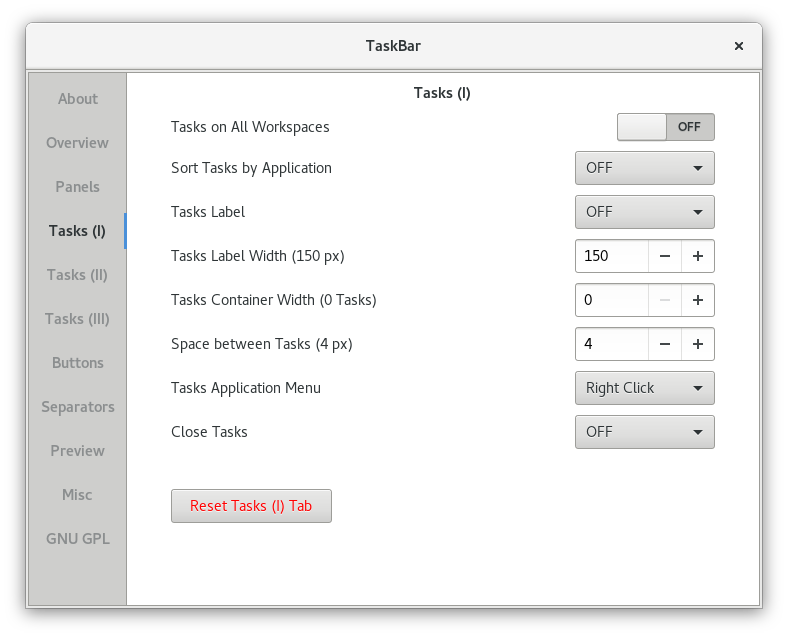 TaskBar
About
Overview
Panels
Tasks (I)
Tasks (II)
Tasks (III)
Buttons
Separators
Preview
Misc
GNU GPL
Tasks (I)
Tasks on All Workspaces OFF
Sort Tasks by Application OFF
Tasks Label OFF
Tasks Label Width (150 px) 150
Tasks Container Width (0 Tasks) 0
Space between Tasks (4 px) 4
Tasks Application Menu Right Click
Close Tasks OFF
Reset Tasks (I) Tab